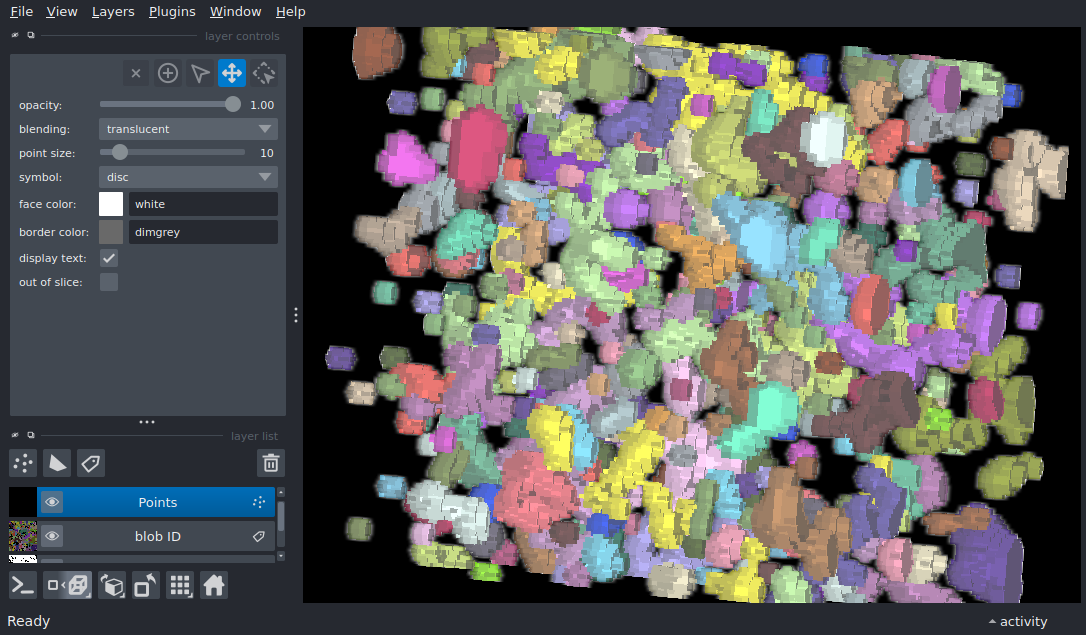 File View Layers Plugins Window Help
layer controls
opacity: 1.00
blending: translucent
point size: 10
symbol: disc
face color: white
border color: dimgrey
display text:
out of slice:
layer list
Points
blob ID
Ready
activity